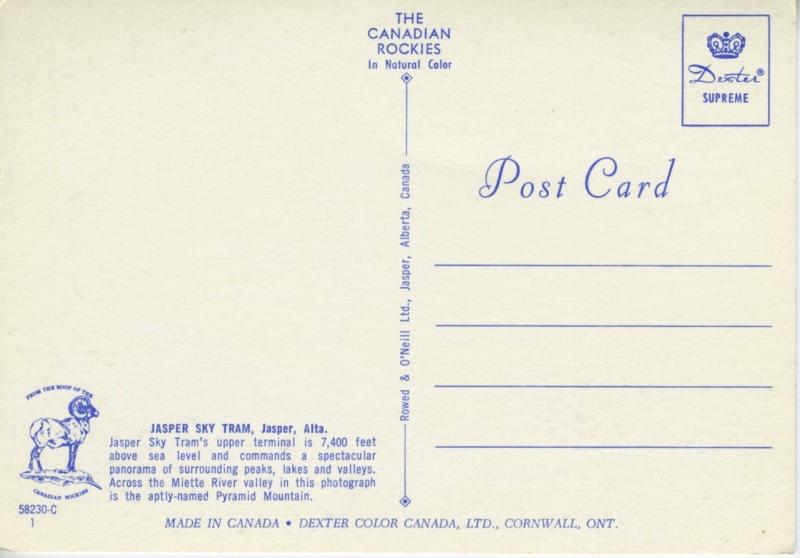 THE
CANADIAN
ROCKIES
In Natural Color
Dexter®
SUPREME
Post Card
Rowed & O'Neill Ltd., Jasper, Alberta, Canada
FROM THE ROOF OF THE
CANADIAN ROCKIES
JASPER SKY TRAM, Jasper, Alta.
Jasper Sky Tram's upper terminal is 7,400 feet
above sea level and commands a spectacular
panorama of surrounding peaks, lakes and valleys.
Across the Miette River valley in this photograph
is the aptly-named Pyramid Mountain.
58230-C
1
MADE IN CANADA • DEXTER COLOR CANADA, LTD., CORNWALL, ONT.